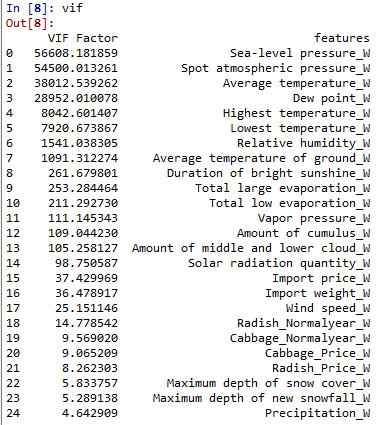 In [8]: vif
Out[8]:
VIF Factor features
0 56608.181859 Sea-level pressure_W
1 54500.013261 Spot atmospheric pressure_W
2 38012.539262 Average temperature_W
3 28952.010078 Dew point_W
4 8042.601407 Highest temperature_W
5 7920.673867 Lowest temperature_W
6 1541.038305 Relative humidity_W
7 1091.312274 Average temperature of ground_W
8 261.679801 Duration of bright sunshine_W
9 253.284464 Total large evaporation_W
10 211.292730 Total low evaporation_W
11 111.145343 Vapor pressure_W
12 109.044230 Amount of cumulus_W
13 105.258127 Amount of middle and lower cloud_W
14 98.750587 Solar radiation quantity_W
15 37.429969 Import price_W
16 36.478917 Import weight_W
17 25.151146 Wind speed_W
18 14.778542 Radish_Normalyear_W
19 9.569020 Cabbage_Normalyear_W
20 9.065209 Cabbage_Price_W
21 8.262303 Radish_Price_W
22 5.833757 Maximum depth of snow cover_W
23 5.289138 Maximum depth of new snowfall_W
24 4.642909 Precipitation_W